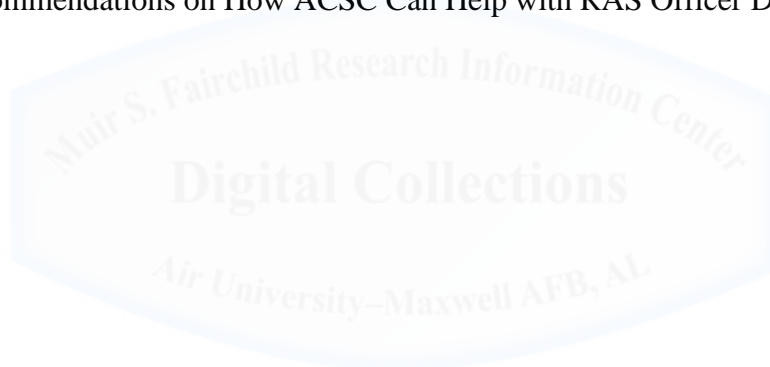 ommendations on How ACSC Can Help with RAS Officer D
Muir S. Fairchild Research Information Center
Digital Collections
Air University–Maxwell AFB, AL